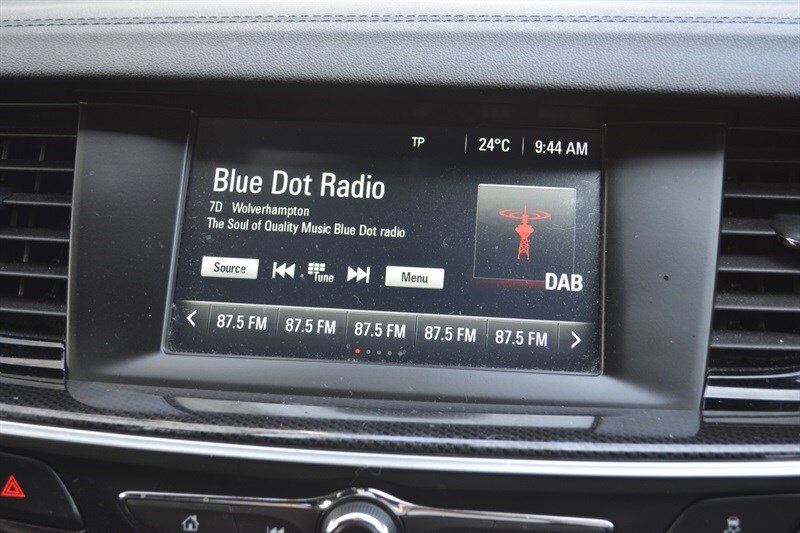 TP 24°C 9:44 AM
Blue Dot Radio
7D Wolverhampton
The Soul of Quality Music Blue Dot radio
Source Tune Menu
DAB
87.5 FM 87.5 FM 87.5 FM 87.5 FM 87.5 FM